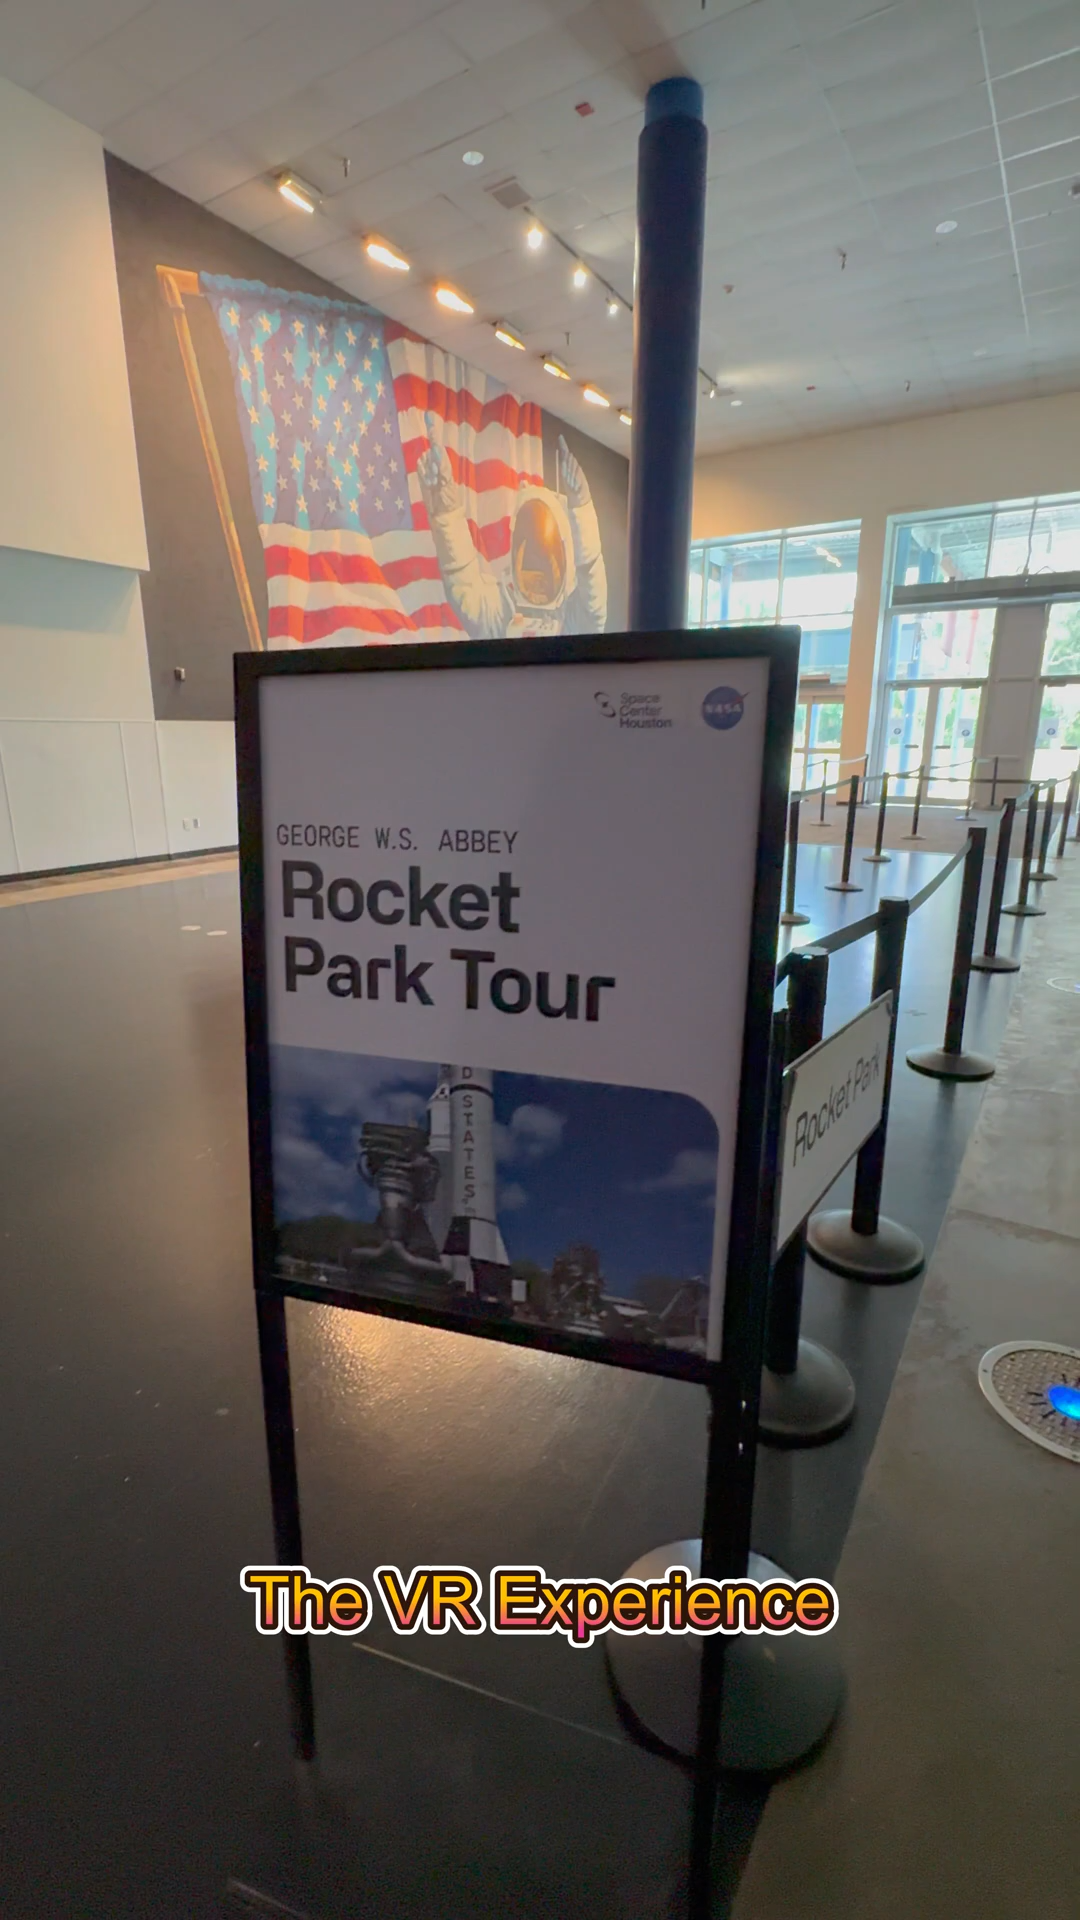 Space
Center
Houston
NASA
GEORGE W.S. ABBEY
Rocket
Park Tour
D
STATES
Rocket Park
The VR Experience